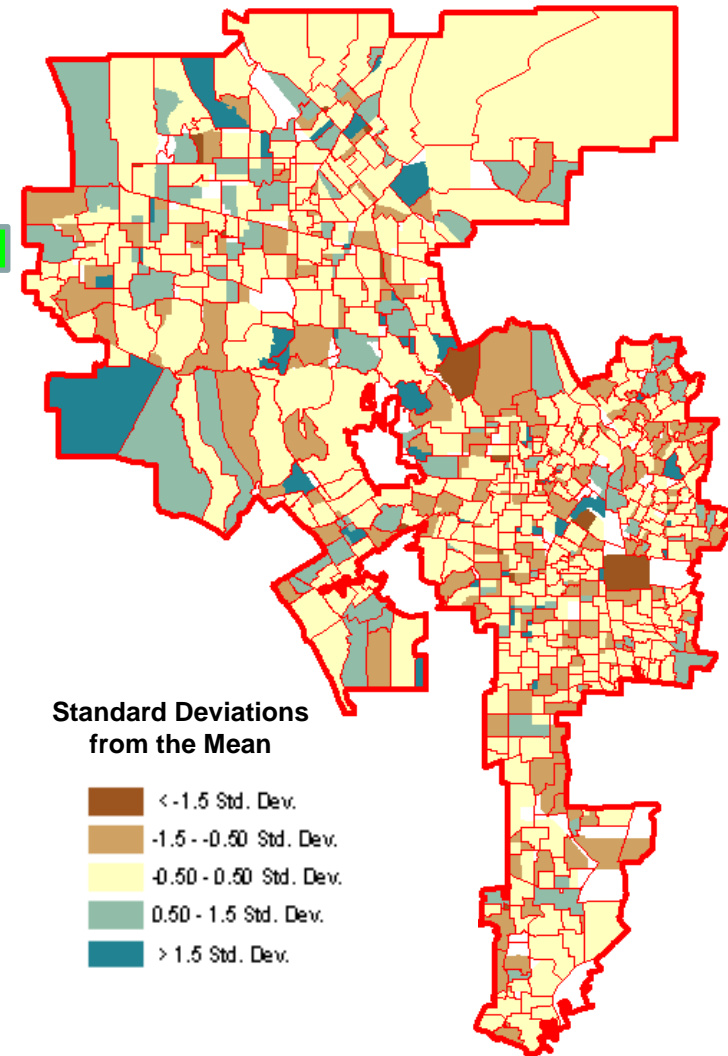 Standard Deviations
from the Mean
< -1.5 Std. Dev.
-1.5 - -0.50 Std. Dev.
-0.50 - 0.50 Std. Dev.
0.50 - 1.5 Std. Dev.
> 1.5 Std. Dev.